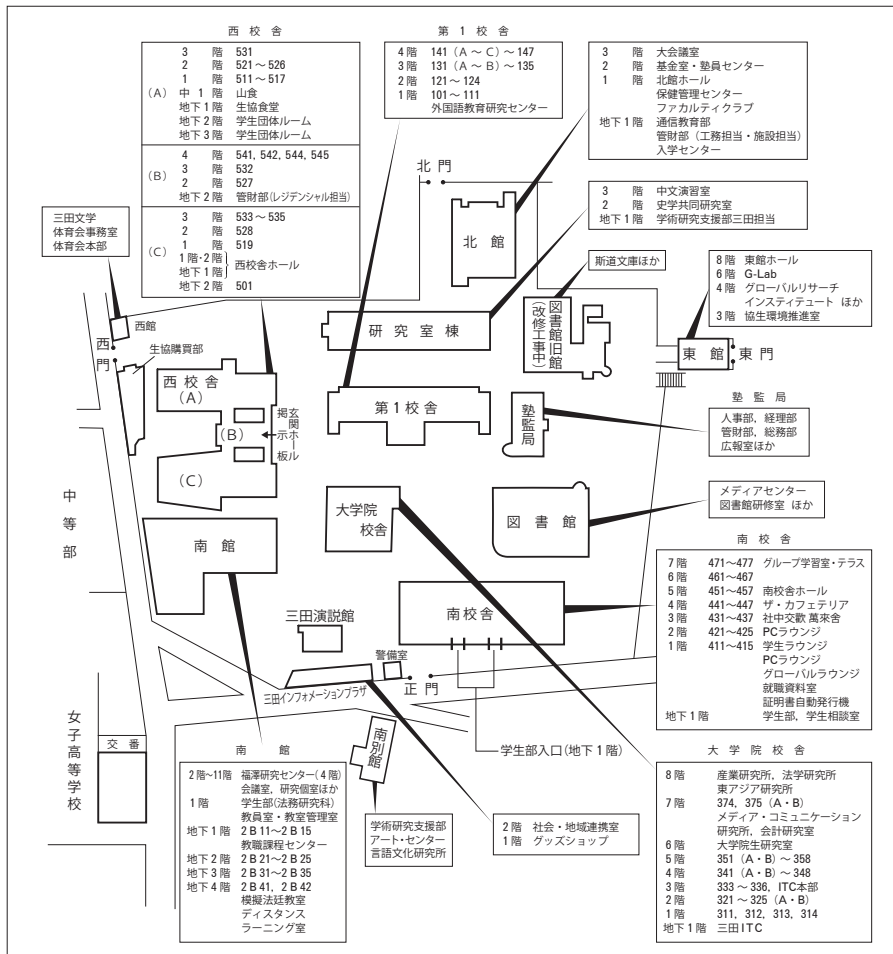 西校舎
(A)
3 階 531
2 階 521～526
1 階 511～517
中 1 階 山食
地下 1 階 生協食堂
地下 2 階 学生団体ルーム
地下 3 階 学生団体ルーム
(B)
4 階 541, 542, 544, 545
3 階 532
2 階 527
地下 2 階 管財部(レジデンシャル担当)
(C)
3 階 533～535
2 階 528
1 階 519
1 階・2 階
地下 1 階
西校舎ホール
地下 2 階 501
第1校舎
4 階 141 (A～C)～147
3 階 131 (A～B)～135
2 階 121～124
1 階 101～111
外国語教育研究センター
3 階 大会議室
2 階 基金室・塾員センター
1 階 北館ホール
保健管理センター
ファカルティクラブ
地下 1 階 通信教育部
管財部（工務担当・施設担当）
入学センター
3 階 中文演習室
2 階 史学共同研究室
地下 1 階 学術研究支援部三田担当
三田文学
体育会事務室
体育会本部
斯道文庫ほか
8 階 東館ホール
6 階 G-Lab
4 階 グローバルリサーチ
インスティテュート ほか
3 階 協生環境推進室
北門
北館
研究室棟
図書館旧館
(改修工事中)
東館
東門
西館
西門
生協購買部
西校舎
(A)
(B)
(C)
玄関ホール
掲示板
第1校舎
塾監局
塾監局
人事部，経理部
管財部，総務部
広報室ほか
メディアセンター
図書館研修室 ほか
中等部
南館
大学院
校舎
図書館
南校舎
三田演説館
警備室
正門
三田インフォメーションプラザ
学生部入口(地下1階)
南別館
女子高等学校
交番
南校舎
7 階 471～477 グループ学習室・テラス
6 階 461～467
5 階 451～457 南校舎ホール
4 階 441～447 ザ・カフェテリア
3 階 431～437 社中交歡 萬來舎
2 階 421～425 PCラウンジ
1 階 411～415 学生ラウンジ
PCラウンジ
グローバルラウンジ
就職資料室
証明書自動発行機
地下 1 階 学生部，学生相談室
南館
2 階～11階 福澤研究センター(4階)
会議室，研究個室ほか
1 階 学生部(法務研究科)
教員室・教室管理室
地下 1 階 2B11～2B15
教職課程センター
地下 2 階 2B21～2B25
地下 3 階 2B31～2B35
地下 4 階 2B41, 2B42
模擬法廷教室
ディスタンス
ラーニング室
学術研究支援部
アート・センター
言語文化研究所
2 階 社会・地域連携室
1 階 グッズショップ
大学院校舎
8 階 産業研究所，法学研究所
東アジア研究所
7 階 374, 375 (A・B)
メディア・コミュニケーション
研究所，会計研究室
6 階 大学院生研究室
5 階 351 (A・B)～358
4 階 341 (A・B)～348
3 階 333～336, ITC本部
2 階 321～325 (A・B)
1 階 311, 312, 313, 314
地下 1 階 三田ITC